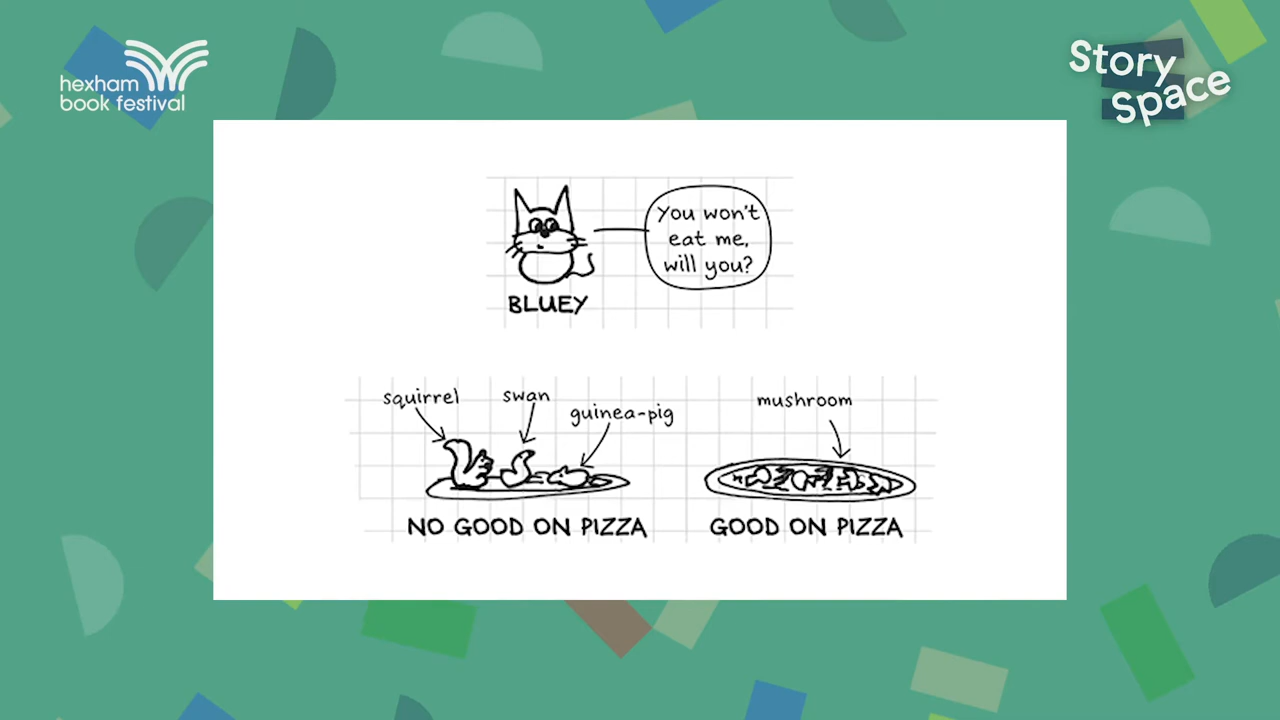 hexham
book festival
Story
Space
You won't
eat me,
will you?
BLUEY
squirrel
swan
guinea-pig
mushroom
NO GOOD ON PIZZA
GOOD ON PIZZA